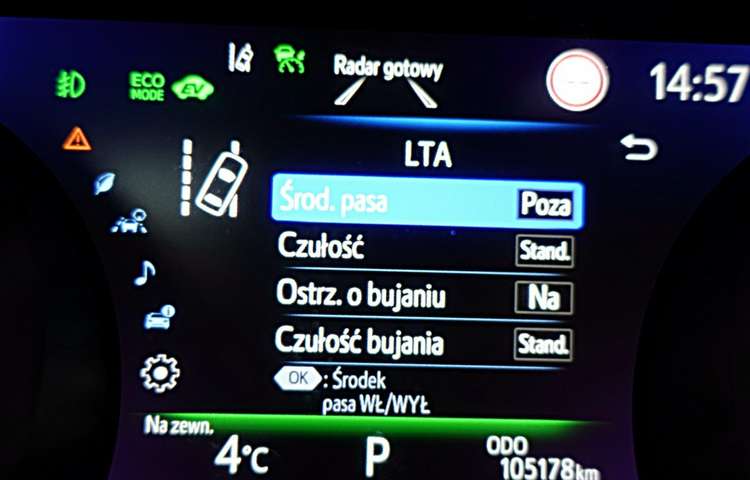 Radar gotowy
14:57
ECO
MODE
EV
LTA
Środ. pasa Poza
Czułość Stand.
Ostrz. o bujaniu Na
Czułość bujania Stand.
OK : Środek
pasa WŁ/WYŁ
Na zewn.
4°C
P
ODO
105178km